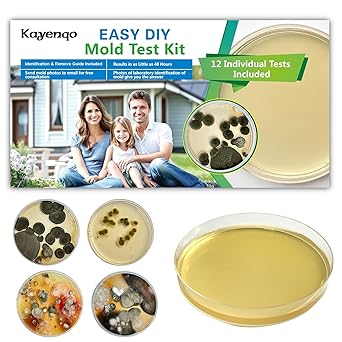 Kayenqo
EASY DIY
Mold Test Kit
Identification & Remove Guide Included
Results in as Little as 48 Hours
Send mold photos to email for free consultation
Photos of laboratory identification of mold give you the answer
12 Individual Tests
Included